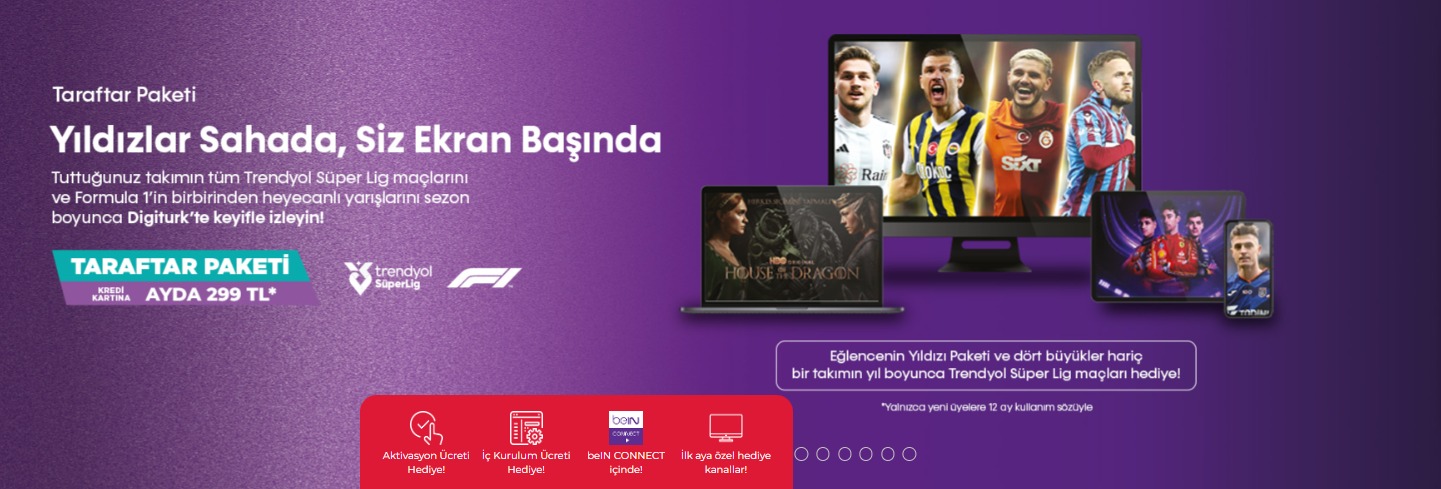 Taraftar Paketi
Yıldızlar Sahada, Siz Ekran Başında
Tuttuğunuz takımın tüm Trendyol Süper Lig maçlarını
ve Formula 1'in birbirinden heyecanlı yarışlarını sezon
boyunca Digiturk'te keyifle izleyin!
TARAFTAR PAKETİ
KREDİ
KARTINA
AYDA 299 TL*
trendyol
SüperLig
F1
Rain
SIXT
HBO ORIGINAL
HOUSE OF THE DRAGON
Eğlencenin Yıldızı Paketi ve dört büyükler hariç
bir takımın yıl boyunca Trendyol Süper Lig maçları hediye!
*Yalnızca yeni üyelere 12 ay kullanım sözüyle
Aktivasyon Ücreti
Hediye!
İç Kurulum Ücreti
Hediye!
beIN
CONNECT
beIN CONNECT
içinde!
İlk aya özel hediye
kanallar!